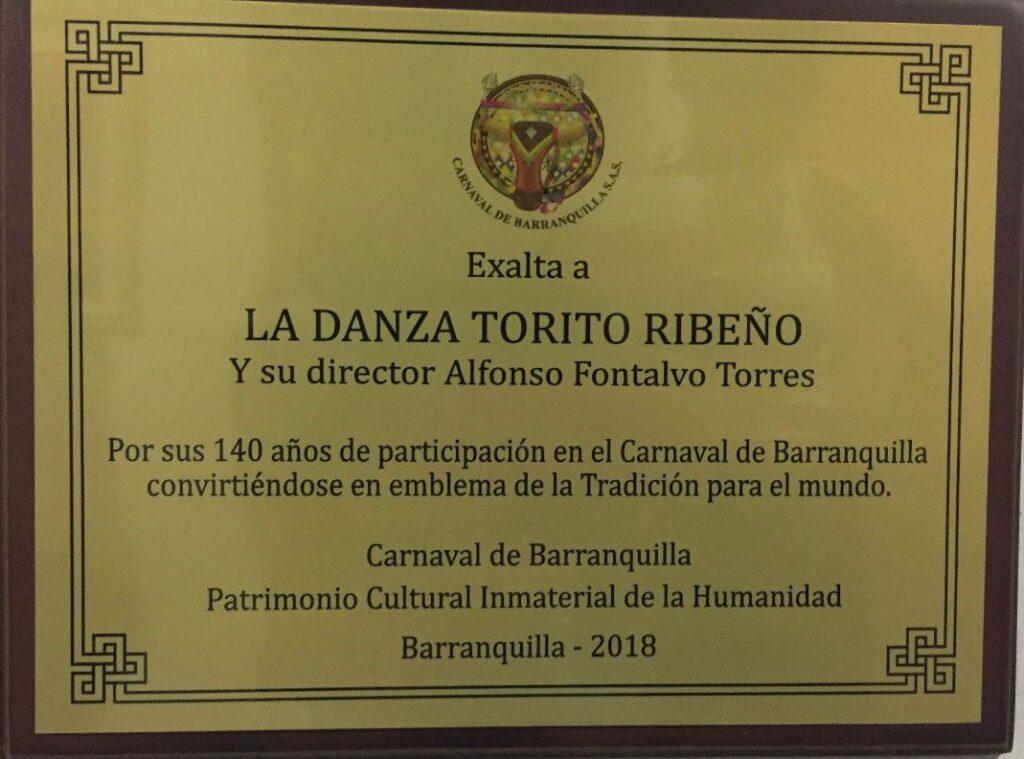 CARNAVAL DE BARRANQUILLA S.A.S.
Exalta a
LA DANZA TORITO RIBEÑO
Y su director Alfonso Fontalvo Torres
Por sus 140 años de participación en el Carnaval de Barranquilla
convirtiéndose en emblema de la Tradición para el mundo.
Carnaval de Barranquilla
Patrimonio Cultural Inmaterial de la Humanidad
Barranquilla - 2018